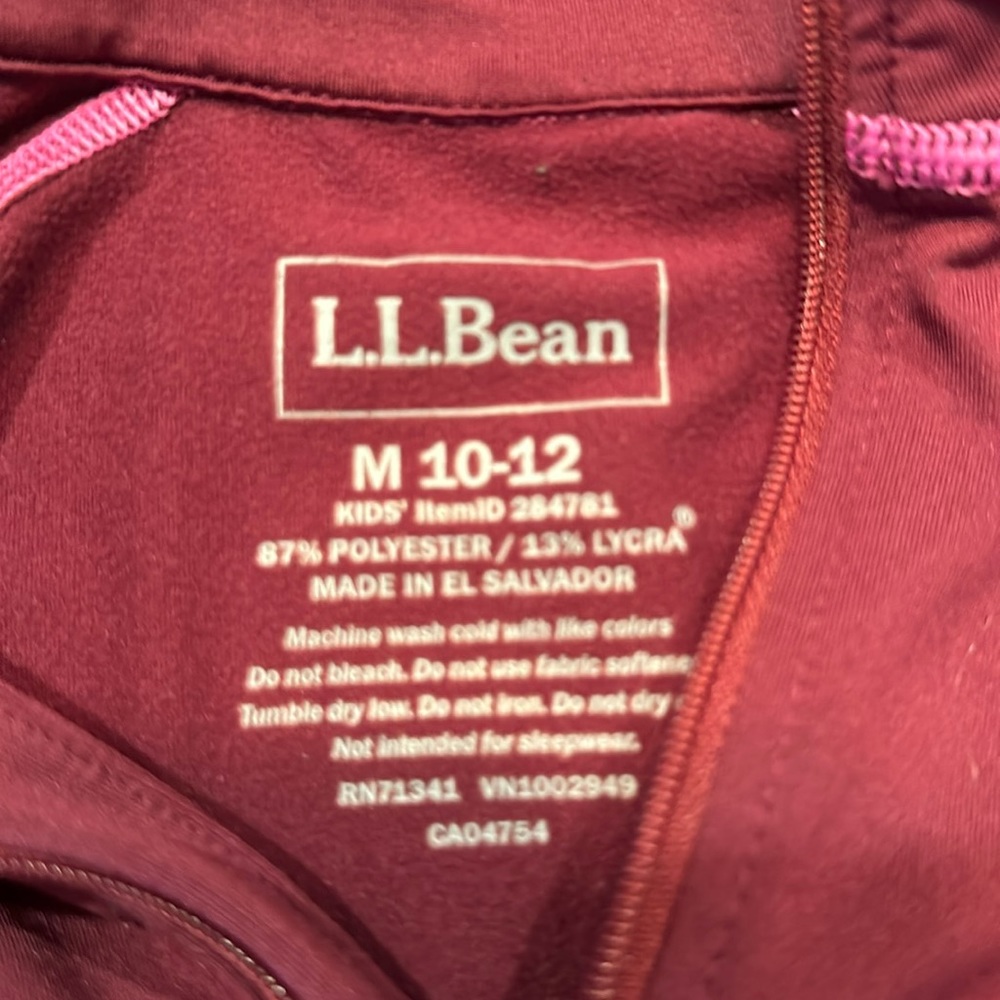 L.L.Bean
M 10-12
KIDS' ItemID 284781
87% POLYESTER / 13% LYCRA®
MADE IN EL SALVADOR
Machine wash cold with like colors
Do not bleach. Do not use fabric softene
Tumble dry low. Do not iron. Do not dry
Not intended for sleepwear.
RN71341 VN1002949
CA04754